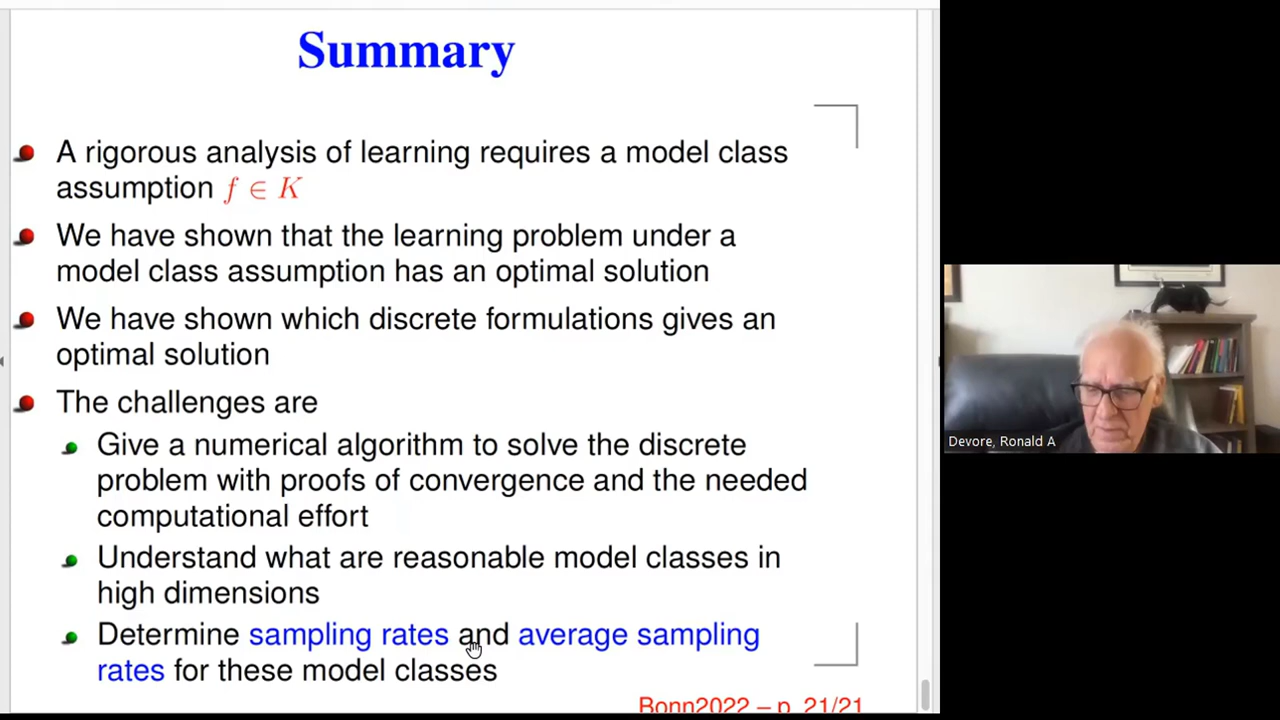 Summary
A rigorous analysis of learning requires a model class
assumption f ∈ K
We have shown that the learning problem under a
model class assumption has an optimal solution
We have shown which discrete formulations gives an
optimal solution
The challenges are
Give a numerical algorithm to solve the discrete
problem with proofs of convergence and the needed
computational effort
Understand what are reasonable model classes in
high dimensions
Determine sampling rates and average sampling
rates for these model classes
Bonn2022 – p. 21/21
Devore, Ronald A